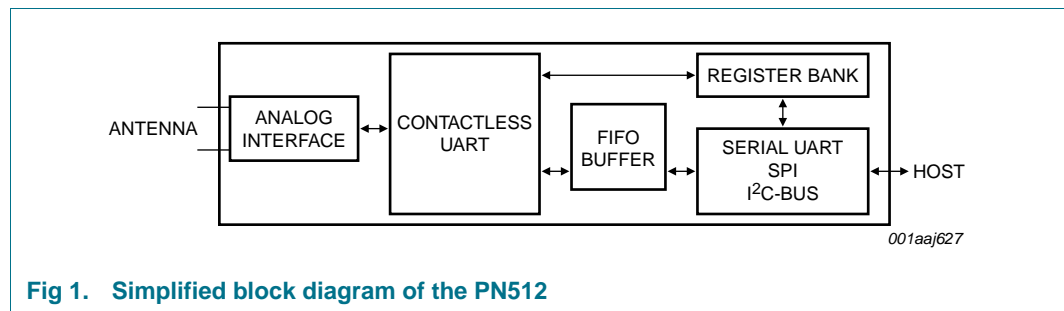 ANTENNA
ANALOG
INTERFACE
CONTACTLESS
UART
FIFO
BUFFER
REGISTER BANK
SERIAL UART
SPI
I²C-BUS
HOST
001aaj627
Fig 1. Simplified block diagram of the PN512